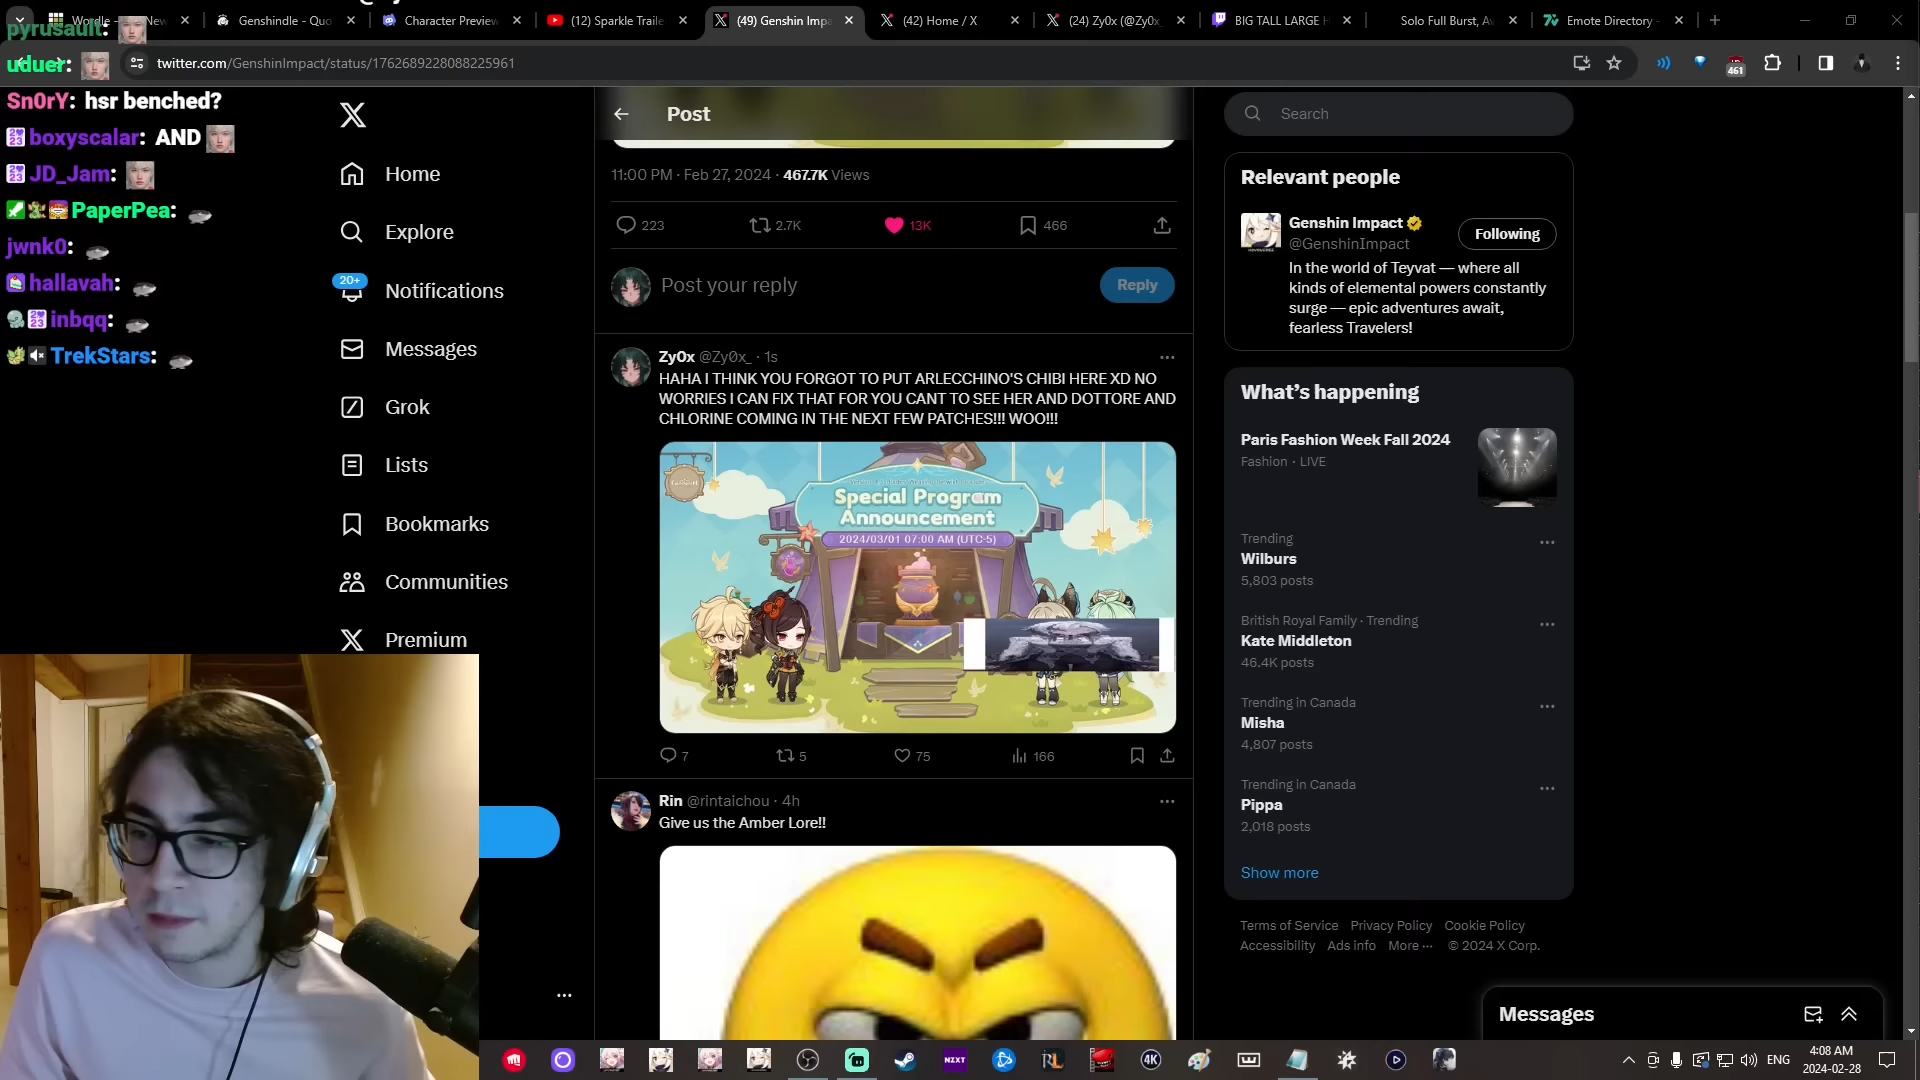 Wordle
New
Genshindle - Quo
Character Preview
(12) Sparkle Traile
(49) Genshin Impa
(42) Home / X
(24) Zy0x (@Zy0x_
BIG TALL LARGE
Solo Full Burst, Av
Emote Directory -
twitter.com/GenshinImpact/status/1762689228088225961
461
pyrusault:
uduer:
Sn0rY: hsr benched?
boxyscalar: AND
JD_Jam:
PaperPea:
jwnk0:
hallavah:
inbqq:
TrekStars:
Home
Explore
20+
Notifications
Messages
Grok
Lists
Bookmarks
Communities
Premium
Post
11:00 PM · Feb 27, 2024 · 467.7K Views
223
2.7K
13K
466
Post your reply
Reply
Zy0x @Zy0x_ · 1s
HAHA I THINK YOU FORGOT TO PUT ARLECCHINO'S CHIBI HERE XD NO
WORRIES I CAN FIX THAT FOR YOU CANT TO SEE HER AND DOTTORE AND
CHLORINE COMING IN THE NEXT FEW PATCHES!!! WOO!!!
Special Program
Announcement
2024/03/01 07:00 AM (UTC-5)
7
5
75
166
Rin @rintaichou · 4h
Give us the Amber Lore!!
Search
Relevant people
Genshin Impact
@GenshinImpact
Following
In the world of Teyvat — where all
kinds of elemental powers constantly
surge — epic adventures await,
fearless Travelers!
What's happening
Paris Fashion Week Fall 2024
Fashion · LIVE
Trending
Wilburs
5,803 posts
British Royal Family · Trending
Kate Middleton
46.4K posts
Trending in Canada
Misha
4,807 posts
Trending in Canada
Pippa
2,018 posts
Show more
Terms of Service Privacy Policy Cookie Policy
Accessibility Ads info More ··· © 2024 X Corp.
Messages
NZXT
RL
4K
ENG
4:08 AM
2024-02-28